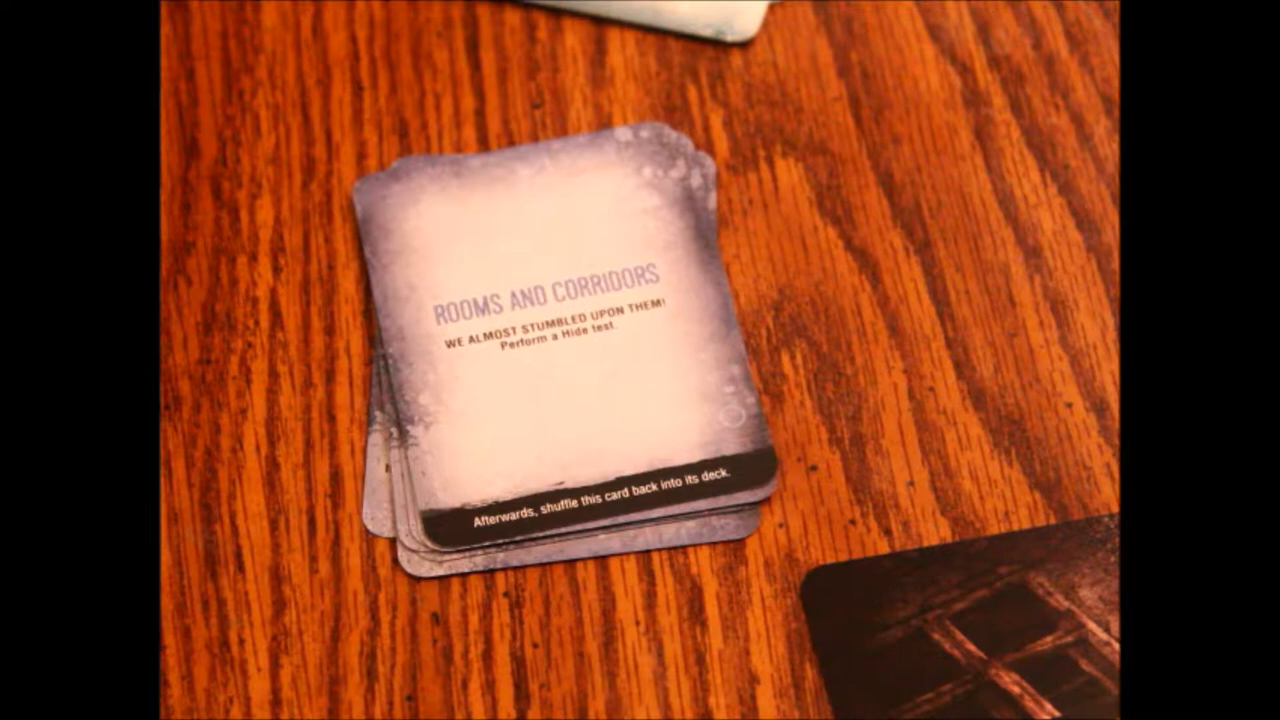 ROOMS AND CORRIDORS
WE ALMOST STUMBLED UPON THEM!
Perform a Hide test.
Afterwards, shuffle this card back into its deck.